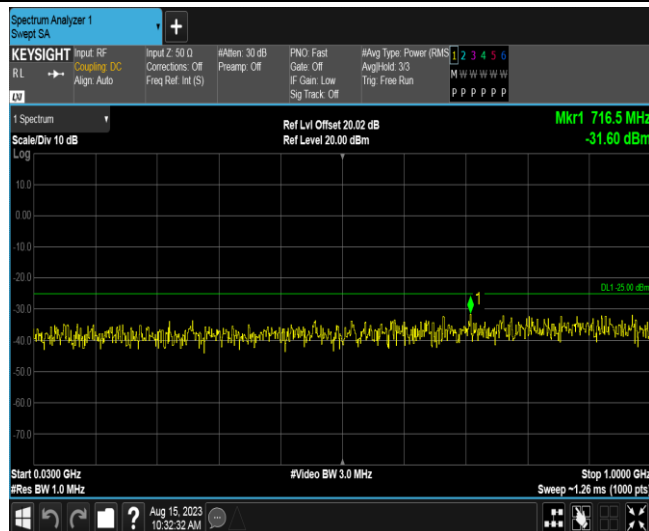 Spectrum Analyzer 1
Swept SA
KEYSIGHT
RL
LXI
Input: RF
Coupling: DC
Align: Auto
Input Z: 50 Ω
Corrections: Off
Freq Ref: Int (S)
#Atten: 30 dB
Preamp: Off
PNO: Fast
Gate: Off
IF Gain: Low
Sig Track: Off
#Avg Type: Power (RMS
Avg|Hold: 3/3
Trig: Free Run
1 2 3 4 5 6
M W W W W W
P P P P P P
1 Spectrum
Scale/Div 10 dB
Log
Ref Lvl Offset 20.02 dB
Ref Level 20.00 dBm
Mkr1 716.5 MHz
-31.60 dBm
10.0
0.00
-10.0
-20.0
DL1 -25.00 dBm
1
-30.0
-40.0
-50.0
-60.0
-70.0
Start 0.0300 GHz
#Res BW 1.0 MHz
#Video BW 3.0 MHz
Stop 1.0000 GHz
Sweep ~1.26 ms (1000 pts)
?
Aug 15, 2023
10:32:32 AM